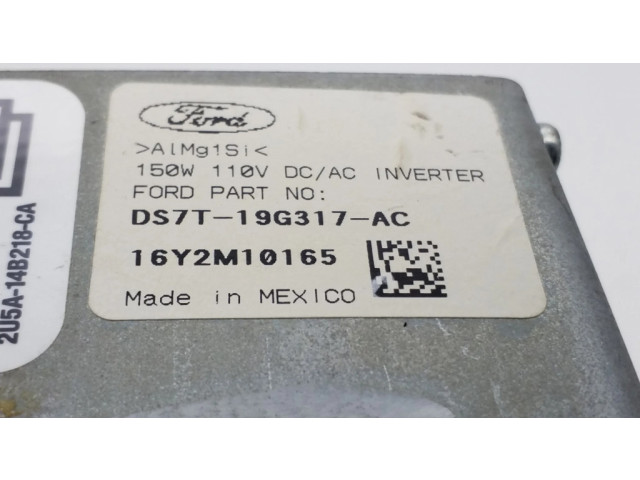 Ford
>AlMg1Si<
150W 110V DC/AC INVERTER
FORD PART NO:
DS7T-19G317-AC
16Y2M10165
Made in MEXICO
2U5A-14B218-CA